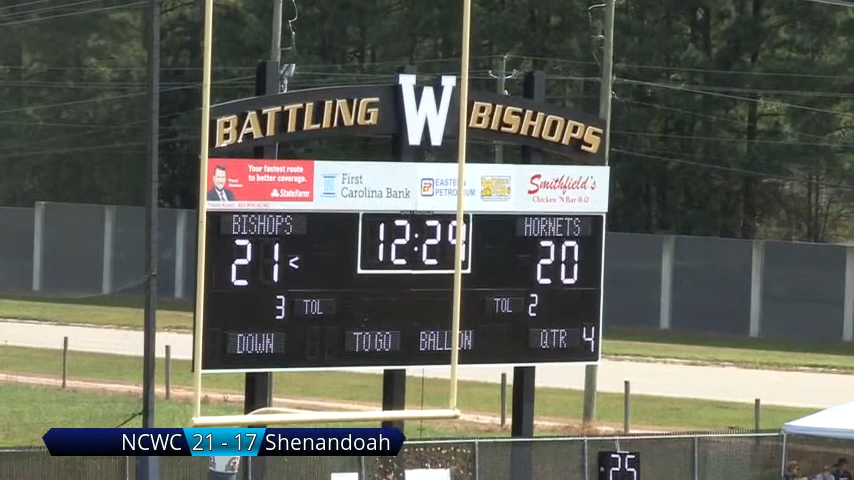 BATTLING W BISHOPS
Your fastest route
to better coverage.
StateFarm
First
Carolina Bank
EP EASTERN
PETROLEUM
Smithfield's
Chicken 'N Bar-B-Q
BISHOPS 12:29 HORNETS
21 < 20
3 TOL TOL 2
DOWN TO GO BALL ON QTR 4
NCWC 21 - 17 Shenandoah
:25